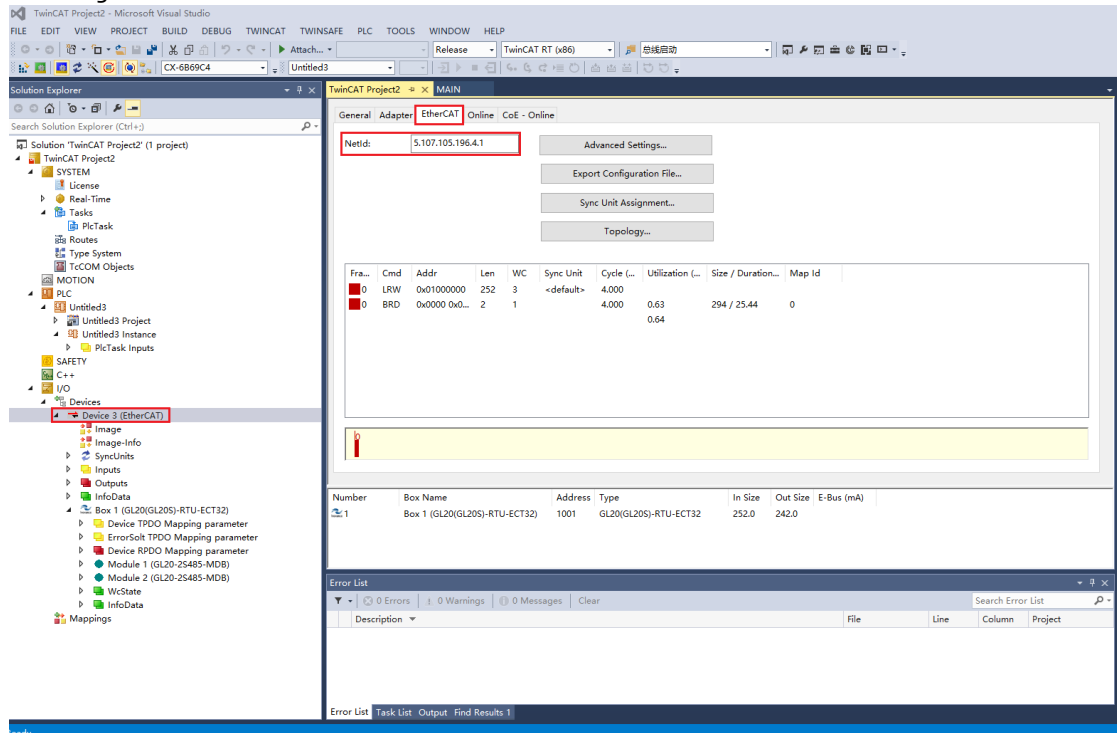 TwinCAT Project2 - Microsoft Visual Studio
FILE EDIT VIEW PROJECT BUILD DEBUG TWINCAT TWINSAFE PLC TOOLS WINDOW HELP
Attach... Release TwinCAT RT (x86) 总线启动
CX-6B69C4 Untitled3
Solution Explorer
Search Solution Explorer (Ctrl+;)
Solution 'TwinCAT Project2' (1 project)
TwinCAT Project2
SYSTEM
License
Real-Time
Tasks
PlcTask
Routes
Type System
TcCOM Objects
MOTION
PLC
Untitled3
Untitled3 Project
Untitled3 Instance
PlcTask Inputs
SAFETY
C++
I/O
Devices
Device 3 (EtherCAT)
Image
Image-Info
SyncUnits
Inputs
Outputs
InfoData
Box 1 (GL20(GL20S)-RTU-ECT32)
Device TPDO Mapping parameter
ErrorSolt TPDO Mapping parameter
Device RPDO Mapping parameter
Module 1 (GL20-2S485-MDB)
Module 2 (GL20-2S485-MDB)
WcState
InfoData
Mappings
TwinCAT Project2 MAIN
General Adapter EtherCAT Online CoE - Online
NetId: 5.107.105.196.4.1 Advanced Settings...
Export Configuration File...
Sync Unit Assignment...
Topology...
Fra... Cmd Addr Len WC Sync Unit Cycle (... Utilization (... Size / Duration... Map Id
0 LRW 0x01000000 252 3 <default> 4.000
0 BRD 0x0000 0x0... 2 1 4.000 0.63 294 / 25.44 0
0.64
0
Number Box Name Address Type In Size Out Size E-Bus (mA)
1 Box 1 (GL20(GL20S)-RTU-ECT32) 1001 GL20(GL20S)-RTU-ECT32 252.0 242.0
Error List
0 Errors 0 Warnings 0 Messages Clear Search Error List
Description File Line Column Project
Error List Task List Output Find Results 1